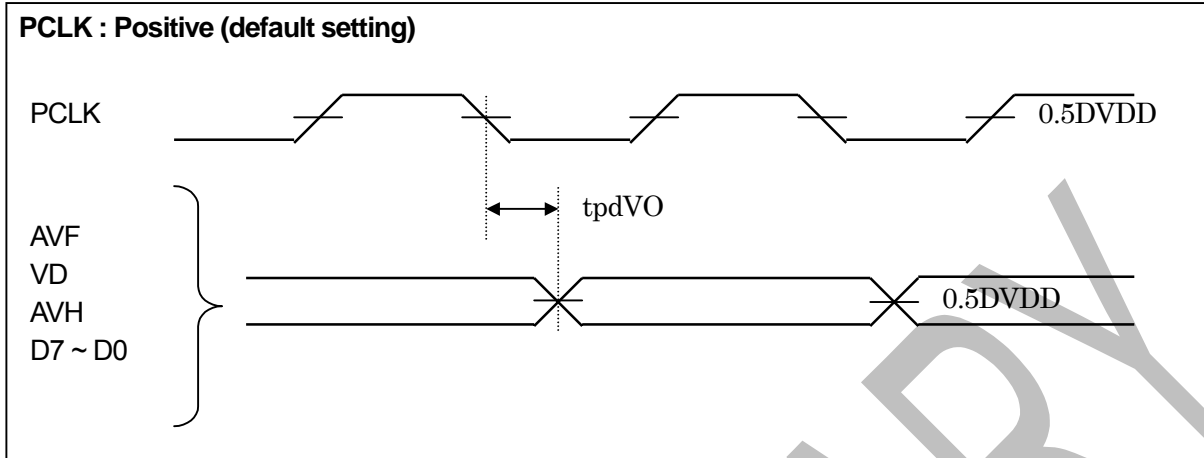 PCLK : Positive (default setting)
PCLK
0.5DVDD
tpdVO
AVF
VD
AVH
D7 ~ D0
0.5DVDD